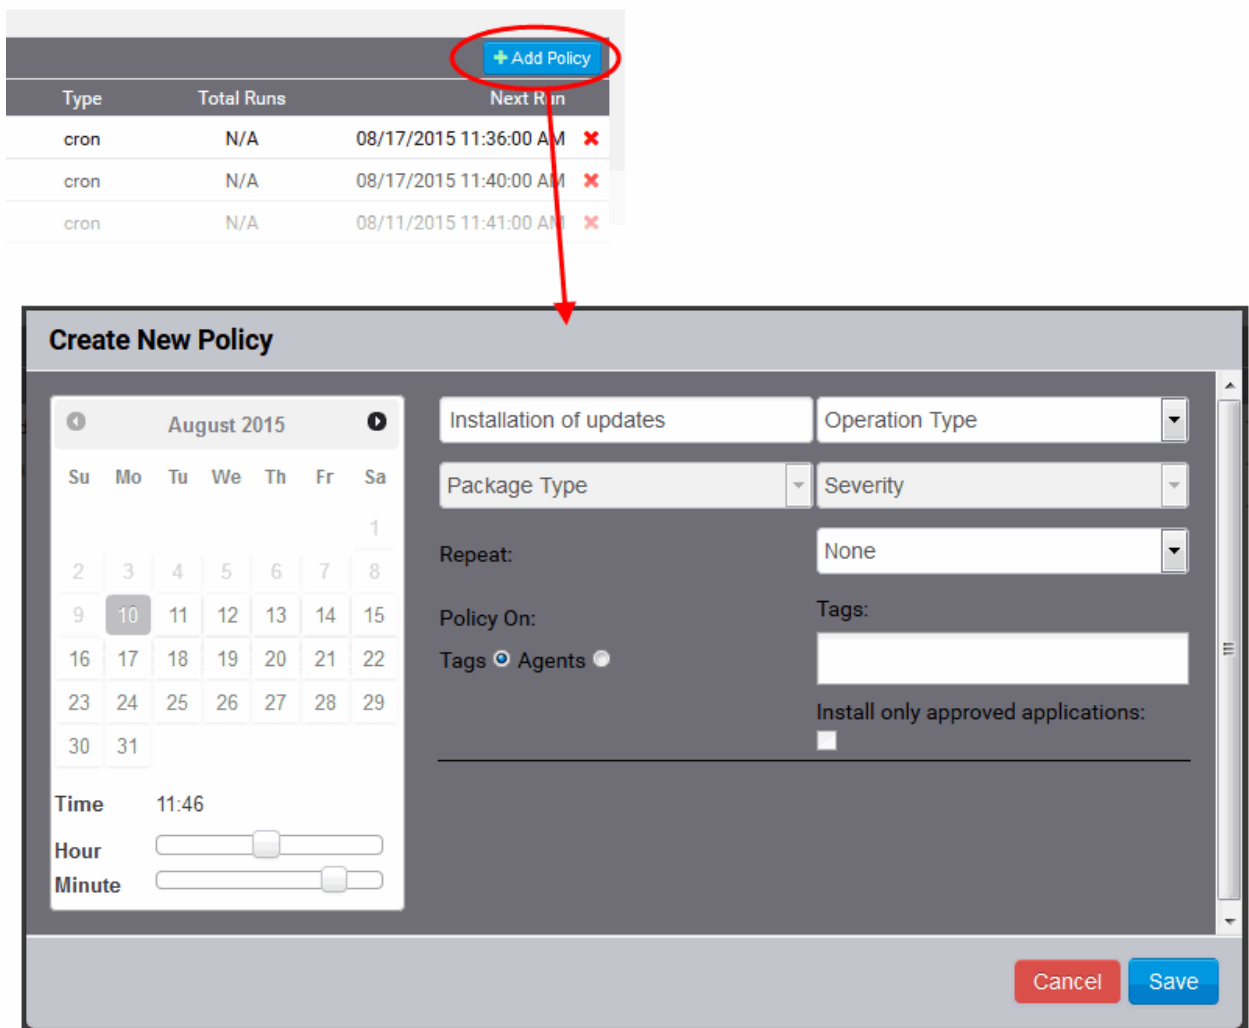 + Add Policy
Type Total Runs Next Run
cron N/A 08/17/2015 11:36:00 AM
cron N/A 08/17/2015 11:40:00 AM
cron N/A 08/11/2015 11:41:00 AM
Create New Policy
August 2015
Su Mo Tu We Th Fr Sa
1
2 3 4 5 6 7 8
9 10 11 12 13 14 15
16 17 18 19 20 21 22
23 24 25 26 27 28 29
30 31
Time 11:46
Hour
Minute
Installation of updates Operation Type
Package Type Severity
Repeat: None
Policy On: Tags:
Tags Agents
Install only approved applications:
Cancel Save